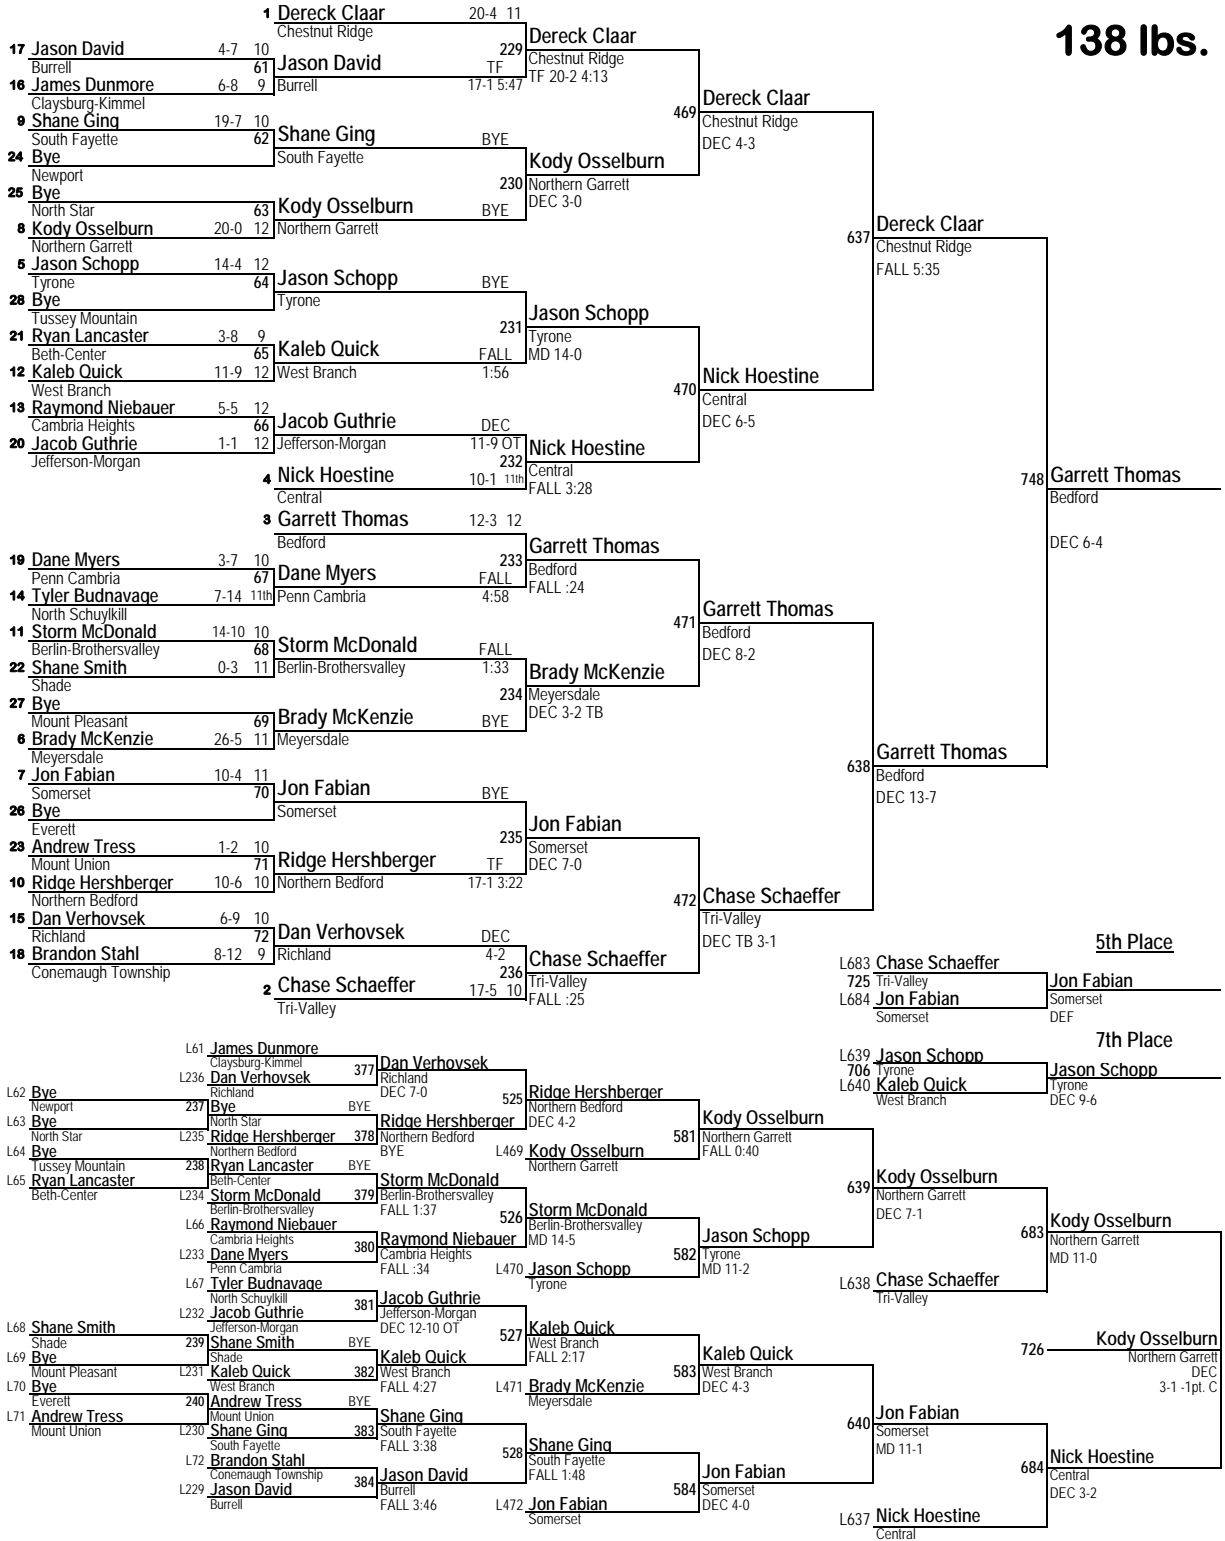 138 lbs.
1 Dereck Claar 20-4 11
Chestnut Ridge
17 Jason David 4-7 10
Burrell
61
16 James Dunmore 6-8 9
Claysburg-Kimmel
Jason David TF
Burrell 17-1 5:47
229
Dereck Claar
Chestnut Ridge
TF 20-2 4:13
9 Shane Ging 19-7 10
South Fayette
62
24 Bye
Newport
Shane Ging BYE
South Fayette
25 Bye
North Star
63
8 Kody Osselburn 20-0 12
Northern Garrett
Kody Osselburn BYE
Northern Garrett
230
Kody Osselburn
Northern Garrett
DEC 3-0
469
Dereck Claar
Chestnut Ridge
DEC 4-3
5 Jason Schopp 14-4 12
Tyrone
64
28 Bye
Tussey Mountain
Jason Schopp BYE
Tyrone
21 Ryan Lancaster 3-8 9
Beth-Center
65
12 Kaleb Quick 11-9 12
West Branch
Kaleb Quick FALL
West Branch 1:56
231
Jason Schopp
Tyrone
MD 14-0
13 Raymond Niebauer 5-5 12
Cambria Heights
66
20 Jacob Guthrie 1-1 12
Jefferson-Morgan
Jacob Guthrie DEC
Jefferson-Morgan 11-9 OT
232
4 Nick Hoestine 10-1 11th
Central
Nick Hoestine
Central
FALL 3:28
470
Nick Hoestine
Central
DEC 6-5
637
Dereck Claar
Chestnut Ridge
FALL 5:35
3 Garrett Thomas 12-3 12
Bedford
19 Dane Myers 3-7 10
Penn Cambria
67
14 Tyler Budnavage 7-14 11th
North Schuylkill
Dane Myers FALL
Penn Cambria 4:58
233
Garrett Thomas
Bedford
FALL :24
11 Storm McDonald 14-10 10
Berlin-Brothersvalley
68
22 Shane Smith 0-3 11
Shade
Storm McDonald FALL
Berlin-Brothersvalley 1:33
27 Bye
Mount Pleasant
69
6 Brady McKenzie 26-5 11
Meyersdale
Brady McKenzie BYE
Meyersdale
234
Brady McKenzie
Meyersdale
DEC 3-2 TB
471
Garrett Thomas
Bedford
DEC 8-2
7 Jon Fabian 10-4 11
Somerset
70
26 Bye
Everett
Jon Fabian BYE
Somerset
23 Andrew Tress 1-2 10
Mount Union
71
10 Ridge Hershberger 10-6 10
Northern Bedford
Ridge Hershberger TF
Northern Bedford 17-1 3:22
235
Jon Fabian
Somerset
DEC 7-0
15 Dan Verhovsek 6-9 10
Richland
72
18 Brandon Stahl 8-12 9
Conemaugh Township
Dan Verhovsek DEC
Richland 4-2
236
2 Chase Schaeffer 17-5 10
Tri-Valley
Chase Schaeffer
Tri-Valley
FALL :25
472
Chase Schaeffer
Tri-Valley
DEC TB 3-1
638
Garrett Thomas
Bedford
DEC 13-7
748
Garrett Thomas
Bedford
DEC 6-4
5th Place
L683 Chase Schaeffer
725 Tri-Valley
L684 Jon Fabian
Somerset
Jon Fabian
Somerset
DEF
7th Place
L639 Jason Schopp
706 Tyrone
L640 Kaleb Quick
West Branch
Jason Schopp
Tyrone
DEC 9-6
L61 James Dunmore
Claysburg-Kimmel
L236 Dan Verhovsek
Richland
377
Dan Verhovsek
Richland
DEC 7-0
L62 Bye
Newport
237
L63 Bye
North Star
Bye BYE
North Star
L235 Ridge Hershberger
Northern Bedford
378
Ridge Hershberger
Northern Bedford
BYE
525
Ridge Hershberger
Northern Bedford
DEC 4-2
L469 Kody Osselburn
Northern Garrett
581
Kody Osselburn
Northern Garrett
FALL 0:40
L64 Bye
Tussey Mountain
238
L65 Ryan Lancaster
Beth-Center
Ryan Lancaster BYE
Beth-Center
L234 Storm McDonald
Berlin-Brothersvalley
379
Storm McDonald
Berlin-Brothersvalley
FALL 1:37
L66 Raymond Niebauer
Cambria Heights
L233 Dane Myers
Penn Cambria
380
Raymond Niebauer
Cambria Heights
FALL :34
526
Storm McDonald
Berlin-Brothersvalley
MD 14-5
L470 Jason Schopp
Tyrone
582
Jason Schopp
Tyrone
MD 11-2
639
Kody Osselburn
Northern Garrett
DEC 7-1
L638 Chase Schaeffer
Tri-Valley
683
Kody Osselburn
Northern Garrett
MD 11-0
L67 Tyler Budnavage
North Schuylkill
L232 Jacob Guthrie
Jefferson-Morgan
381
Jacob Guthrie
Jefferson-Morgan
DEC 12-10 OT
L68 Shane Smith
Shade
239
L69 Bye
Mount Pleasant
Shane Smith BYE
Shade
L231 Kaleb Quick
West Branch
382
Kaleb Quick
West Branch
FALL 4:27
527
Kaleb Quick
West Branch
FALL 2:17
L471 Brady McKenzie
Meyersdale
583
Kaleb Quick
West Branch
DEC 4-3
L70 Bye
Everett
240
L71 Andrew Tress
Mount Union
Andrew Tress BYE
Mount Union
L230 Shane Ging
South Fayette
383
Shane Ging
South Fayette
FALL 3:38
L72 Brandon Stahl
Conemaugh Township
L229 Jason David
Burrell
384
Jason David
Burrell
FALL 3:46
528
Shane Ging
South Fayette
FALL 1:48
L472 Jon Fabian
Somerset
584
Jon Fabian
Somerset
DEC 4-0
640
Jon Fabian
Somerset
MD 11-1
L637 Nick Hoestine
Central
684
Nick Hoestine
Central
DEC 3-2
726
Kody Osselburn
Northern Garrett
DEC
3-1 -1pt. C